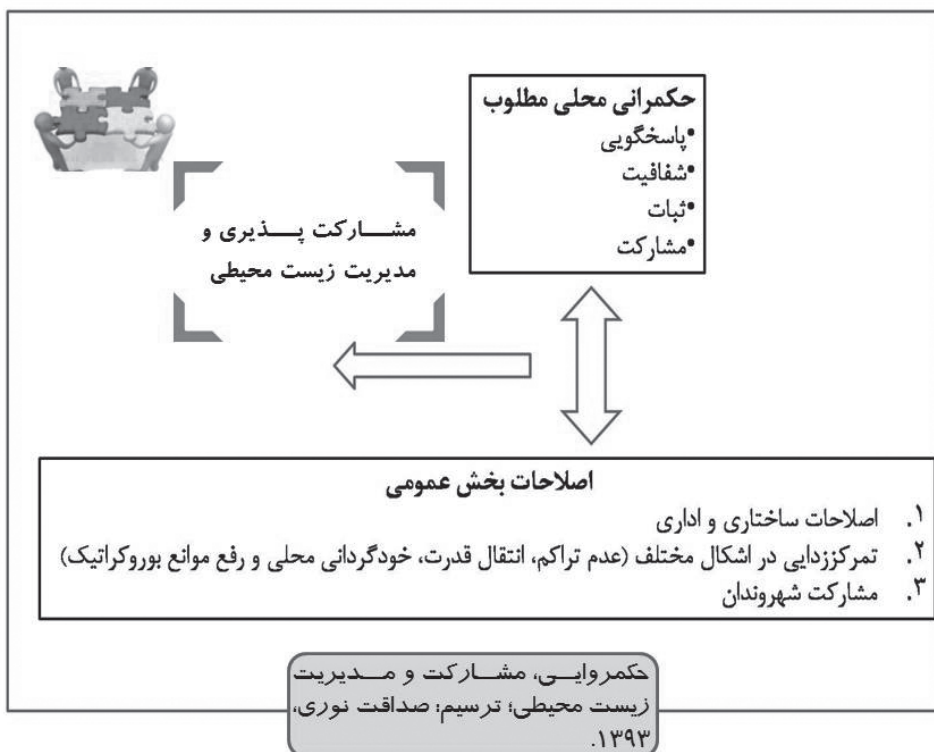 حکمرانی محلی مطلوب
•پاسخگویی
•شفافیت
•ثبات
•مشارکت
مشـــارکت پـــذیری و
مدیریت زیست محیطی
اصلاحات بخش عمومی
۱. اصلاحات ساختاری و اداری
۲. تمرکززدایی در اشکال مختلف (عدم تراکم، انتقال قدرت، خودگردانی محلی و رفع موانع بوروکراتیک)
۳. مشارکت شهروندان
حکمروایـــی، مشـــارکت و مـــدیریت
زیست محیطی؛ ترسیم: صداقت نوری،
۱۳۹۳.